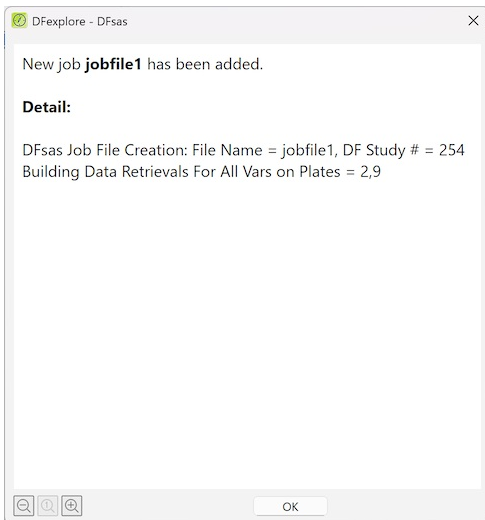 DFexplore - DFsas
New job jobfile1 has been added.
Detail:
DFsas Job File Creation: File Name = jobfile1, DF Study # = 254
Building Data Retrievals For All Vars on Plates = 2,9
1
OK